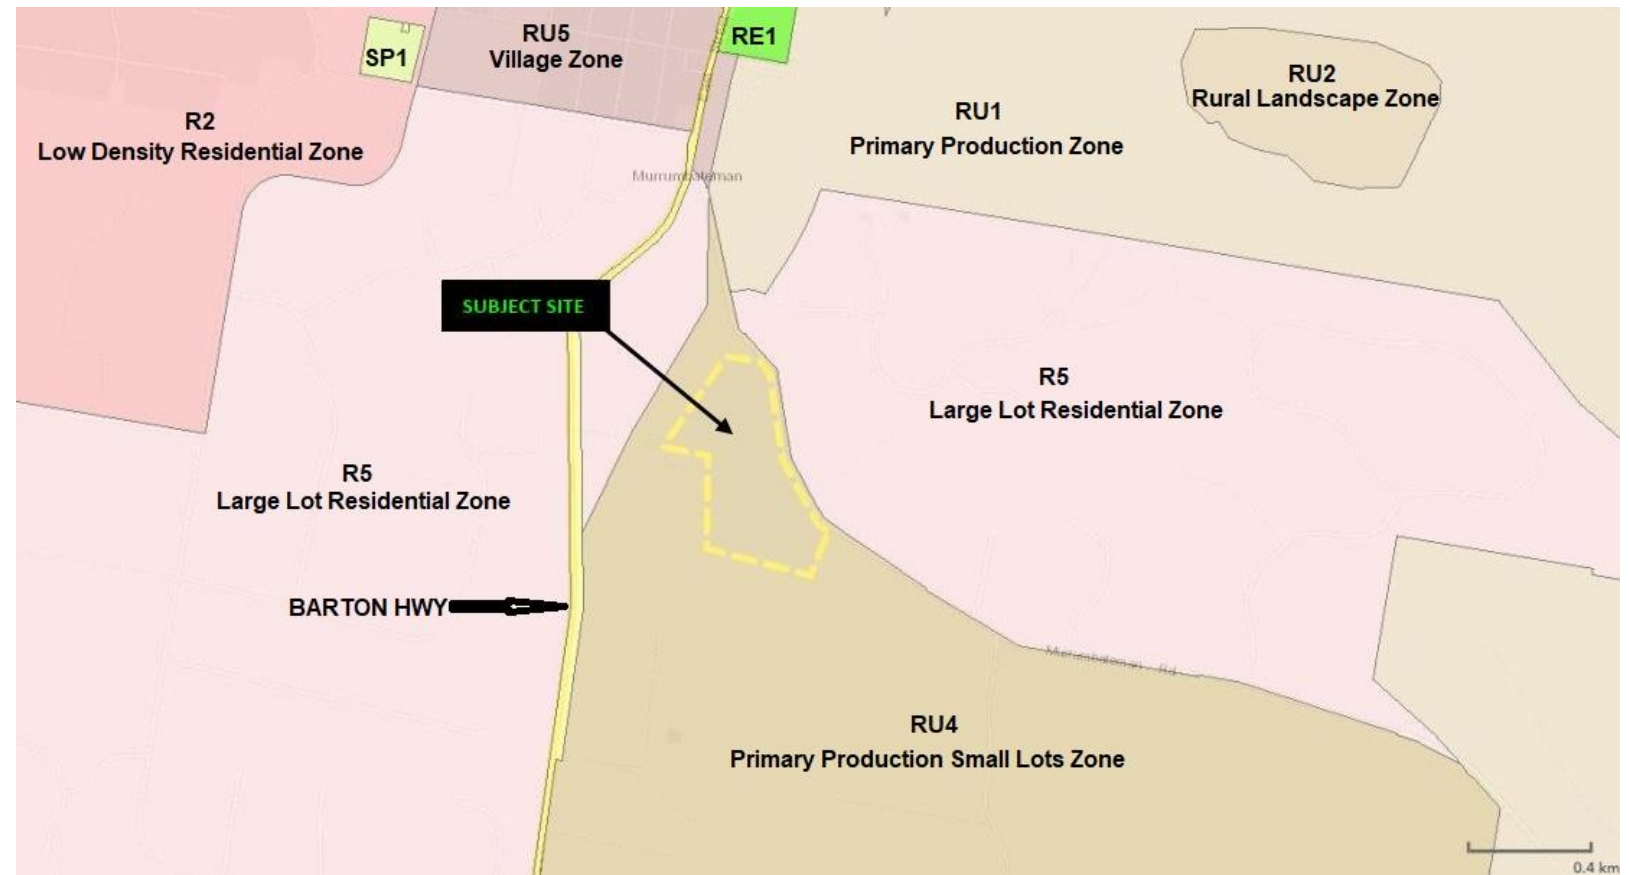 RU5
Village Zone
SP1
RE1
RU2
Rural Landscape Zone
RU1
Primary Production Zone
R2
Low Density Residential Zone
Murrumbateman
SUBJECT SITE
R5
Large Lot Residential Zone
R5
Large Lot Residential Zone
BARTON HWY
Rd
RU4
Primary Production Small Lots Zone
0.4 km